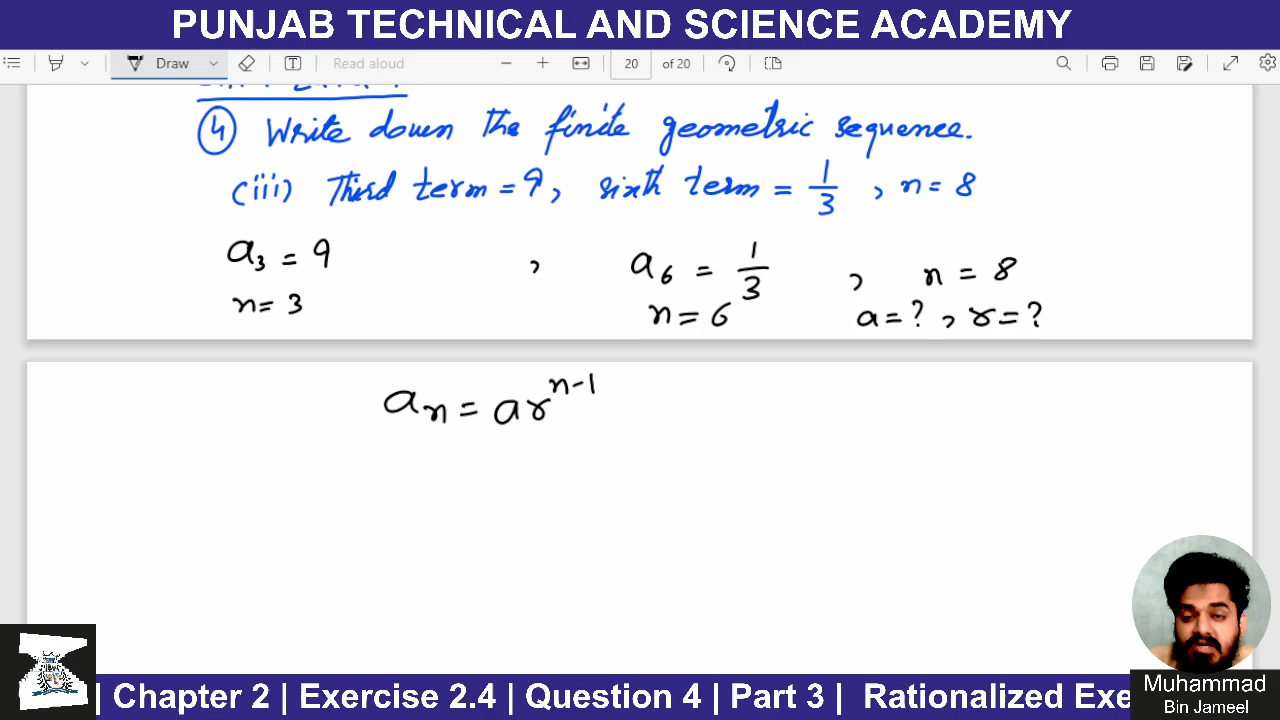 PUNJAB TECHNICAL AND SCIENCE ACADEMY
Draw Read aloud 20 of 20
④ Write down the finite geometric sequence.
(iii) Third term = 9, sixth term = 1/3, n = 8
a₃ = 9 , a₆ = 1/3 , n = 8
n = 3 n = 6 a = ? , r = ?
aₙ = arⁿ⁻¹
| Chapter 2 | Exercise 2.4 | Question 4 | Part 3 | Rationalized Exe
Muhammad
Bin Jameel